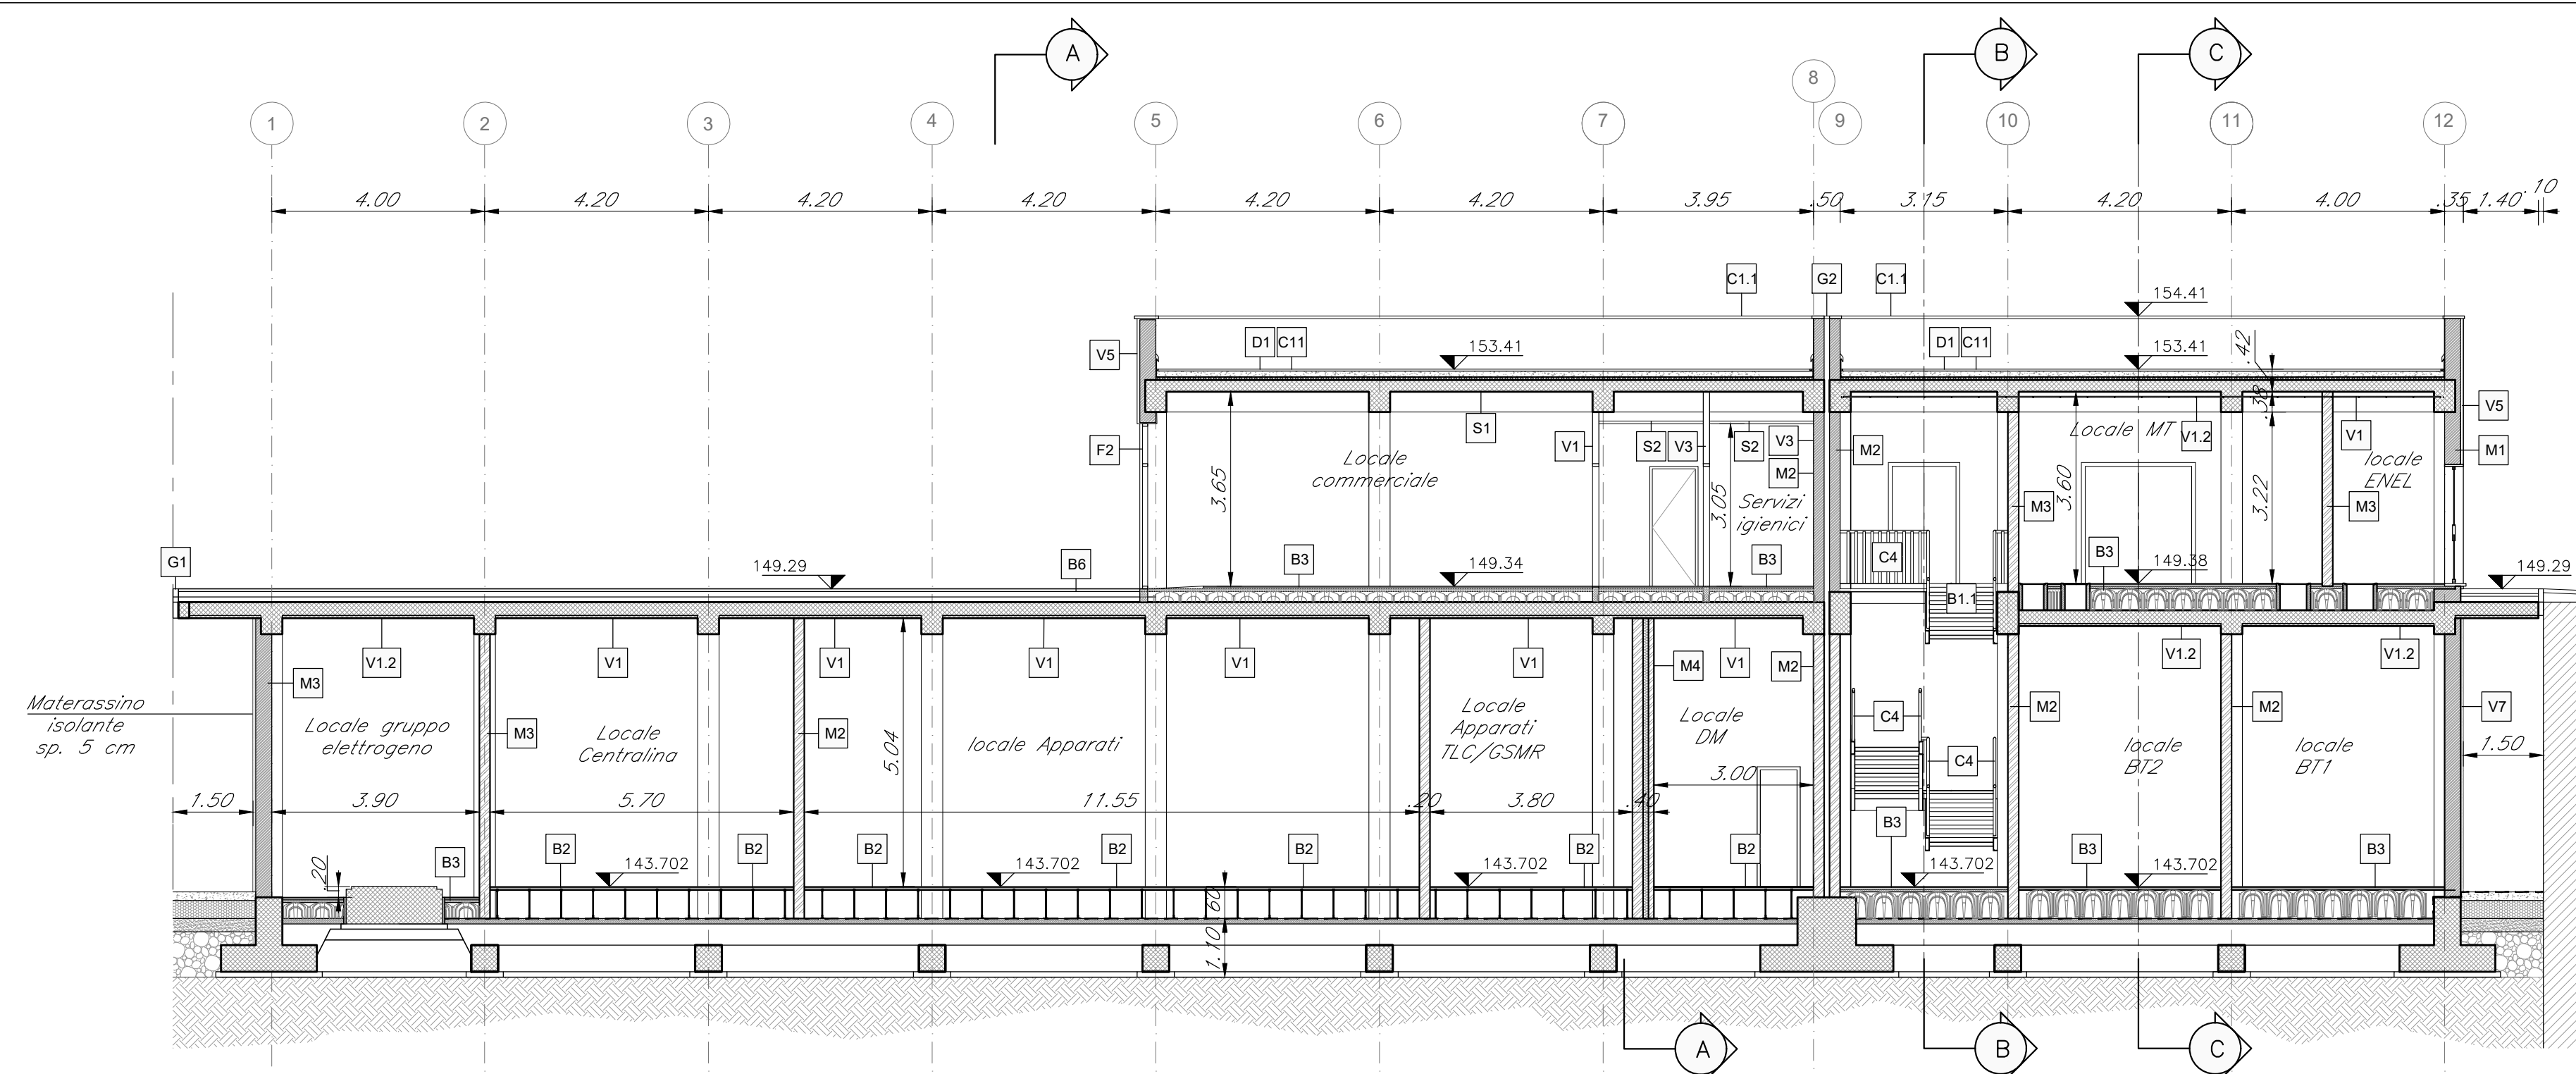 A
B
C
1
2
3
4
5
6
7
8
9
10
11
12
4.00
4.20
4.20
4.20
4.20
4.20
3.95
.50
3.15
4.20
4.00
.35
1.40
.10
C1.1
G2
C1.1
154.41
V5
D1
C11
153.41
D1
C11
153.41
.42
.38
V5
F2
3.65
Locale
commerciale
S1
V1
S2
V3
S2
V3
M2
3.05
Servizi
igienici
M2
Locale MT
V1.2
V1
locale
ENEL
M1
M3
3.60
3.22
M3
G1
149.29
B6
B3
149.34
B3
C4
B1.1
B3
149.38
149.29
Materassino
isolante
sp. 5 cm
M3
V1.2
V1
V1
V1
V1
V1
M4
V1
M2
V1.2
V1.2
Locale gruppo
elettrogeno
M3
Locale
Centralina
M2
5.04
locale Apparati
Locale
Apparati
TLC/GSMR
Locale
DM
C4
C4
M2
locale
BT2
M2
locale
BT1
V7
1.50
1.50
3.90
5.70
11.55
.20
3.80
.40
3.00
.20
B3
B2
143.702
B2
B2
143.702
B2
B2
143.702
B2
B2
B3
143.702
B3
143.702
B3
.60
1.10
A
B
C